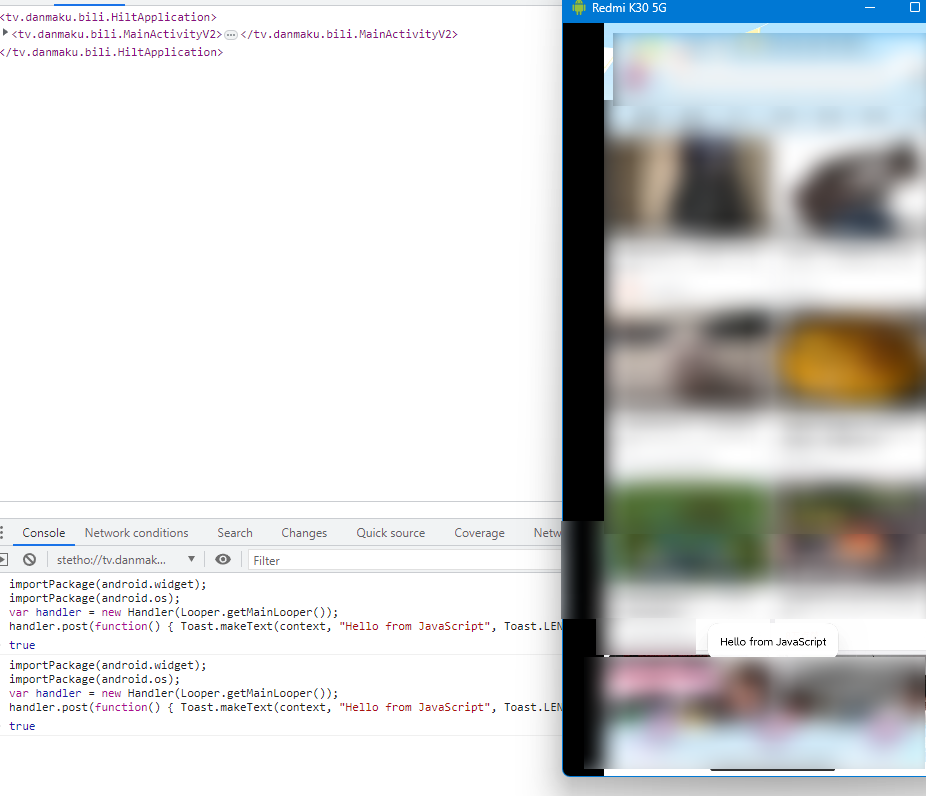 <tv.danmaku.bili.HiltApplication>
<tv.danmaku.bili.MainActivityV2>…</tv.danmaku.bili.MainActivityV2>
</tv.danmaku.bili.HiltApplication>
Redmi K30 5G
Console Network conditions Search Changes Quick source Coverage Netw
stetho://tv.danmak... Filter
importPackage(android.widget);
importPackage(android.os);
var handler = new Handler(Looper.getMainLooper());
handler.post(function() { Toast.makeText(context, "Hello from JavaScript", Toast.LEN
true
importPackage(android.widget);
importPackage(android.os);
var handler = new Handler(Looper.getMainLooper());
handler.post(function() { Toast.makeText(context, "Hello from JavaScript", Toast.LEN
true
Hello from JavaScript